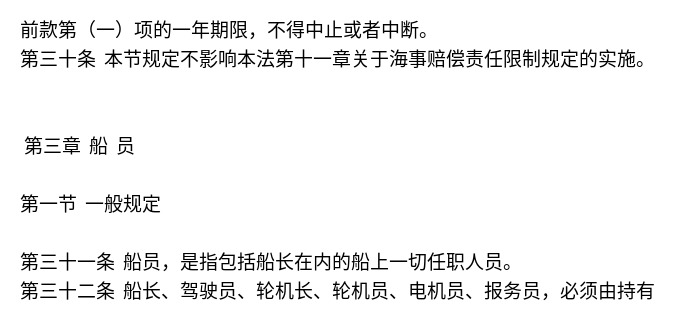 前款第（一）项的一年期限，不得中止或者中断。
第三十条 本节规定不影响本法第十一章关于海事赔偿责任限制规定的实施。
第三章 船 员
第一节 一般规定
第三十一条 船员，是指包括船长在内的船上一切任职人员。
第三十二条 船长、驾驶员、轮机长、轮机员、电机员、报务员，必须由持有